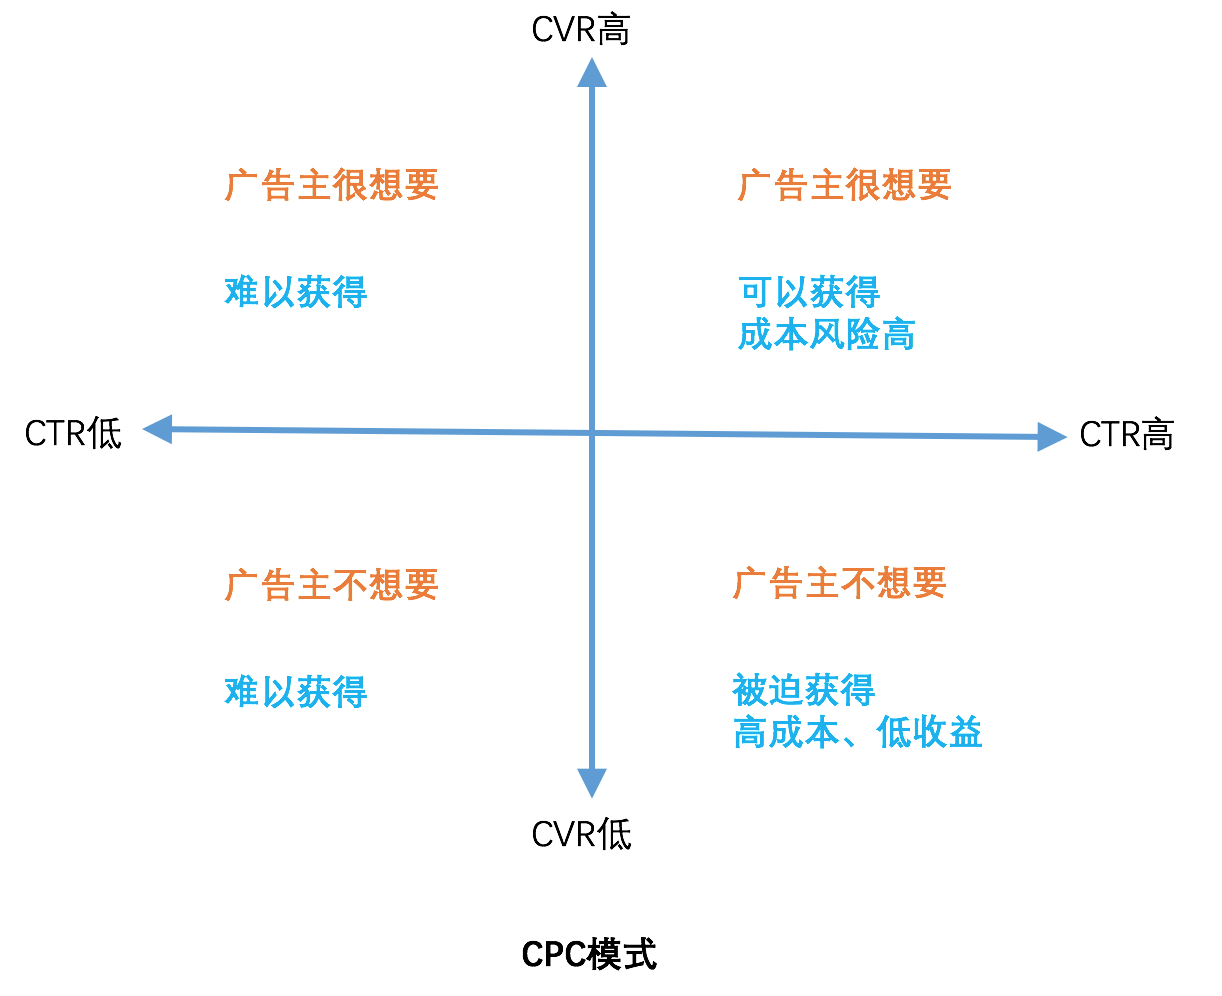 CVR高
广告主很想要
广告主很想要
难以获得
可以获得
成本风险高
CTR低
CTR高
广告主不想要
广告主不想要
难以获得
被迫获得
高成本、低收益
CVR低
CPC模式